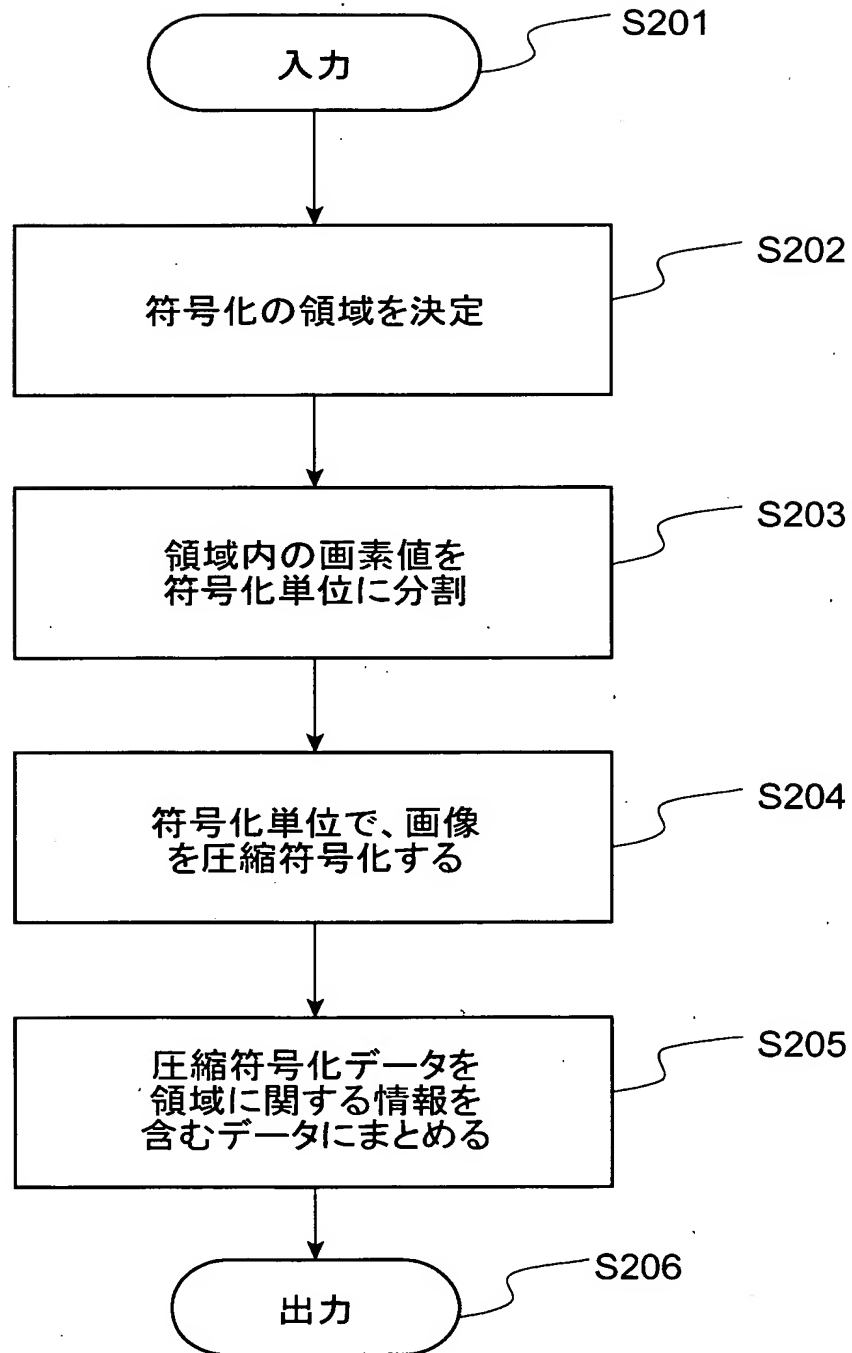 S201
入力
S202
符号化の領域を決定
S203
領域内の画素値を
符号化単位に分割
S204
符号化単位で、画像
を圧縮符号化する
S205
圧縮符号化データを
領域に関する情報を
含むデータにまとめる
S206
出力